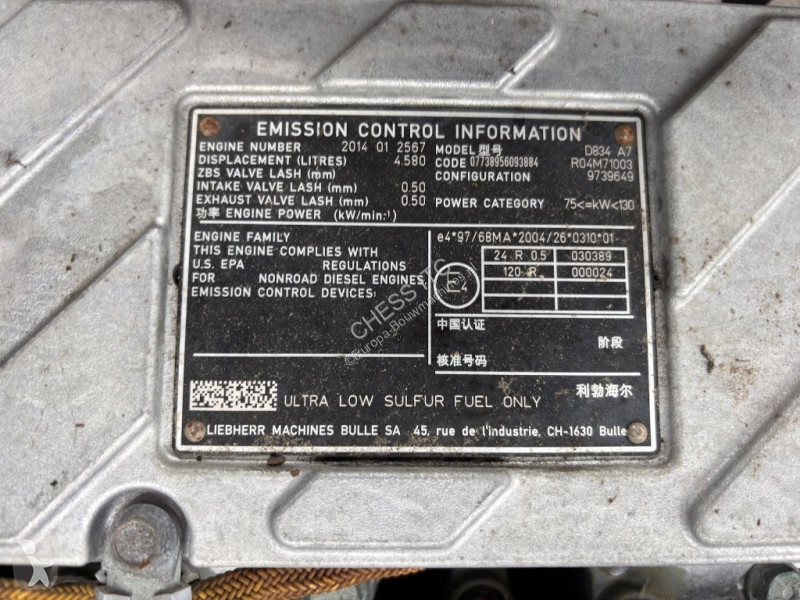 EMISSION CONTROL INFORMATION
ENGINE NUMBER 2014 01 2567
DISPLACEMENT (LITRES) 4.580
ZBS VALVE LASH (mm)
INTAKE VALVE LASH (mm) 0.50
EXHAUST VALVE LASH (mm) 0.50
功率 ENGINE POWER (kW/min-¹)
MODEL 型号 D834 A7
CODE 07738956093884 R04M71003
CONFIGURATION 9739649
POWER CATEGORY 75<=kW<130
ENGINE FAMILY
THIS ENGINE COMPLIES WITH
U.S. EPA REGULATIONS
FOR NONROAD DIESEL ENGINES
EMISSION CONTROL DEVICES:
e4*97/68MA*2004/26*0310*01
E4
24 R 0.5 030389
120 R 000024
中国认证
阶段
核准号码
ULTRA LOW SULFUR FUEL ONLY
利勃海尔
LIEBHERR MACHINES BULLE SA 45, rue de l'industrie, CH-1630 Bulle